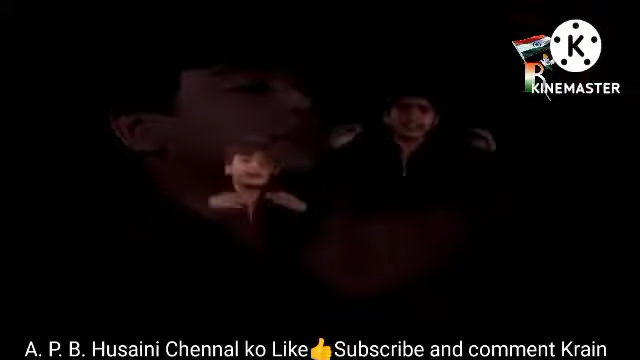 R
KINEMASTER
A. P. B. Husaini Chennal ko Like👍Subscribe and comment Krain